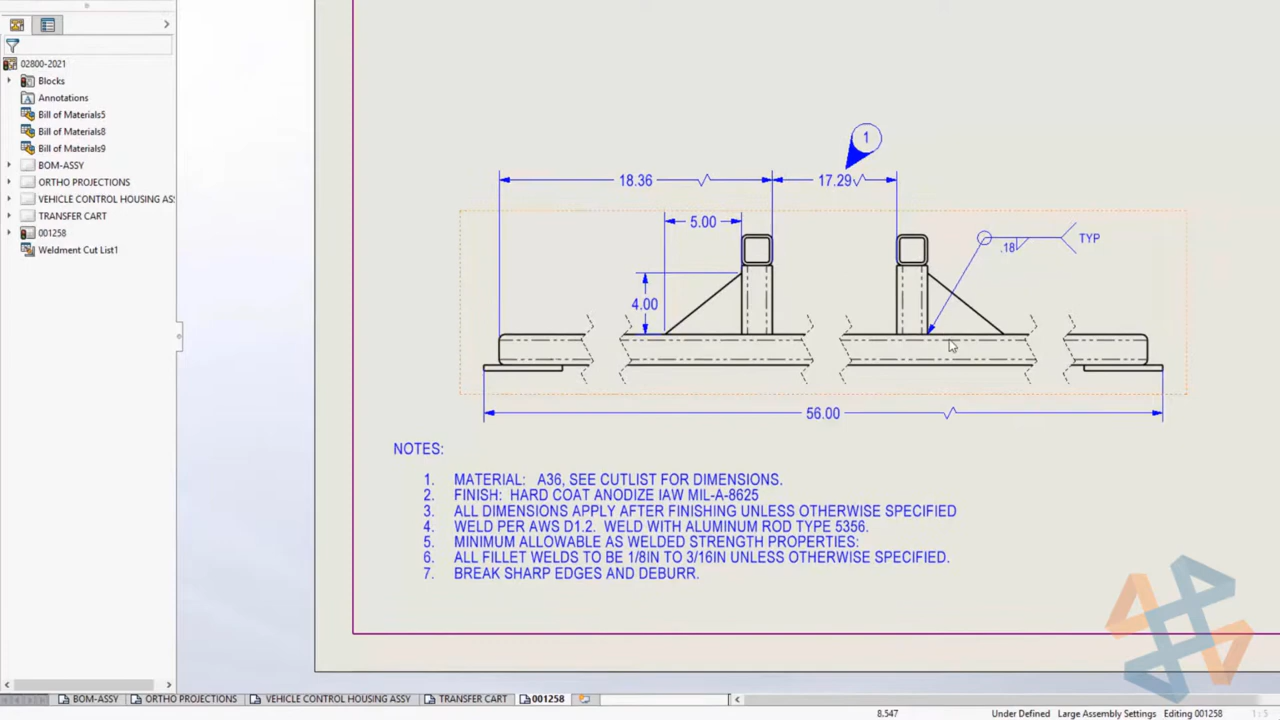 02800-2021
Blocks
Annotations
Bill of Materials5
Bill of Materials8
Bill of Materials9
BOM-ASSY
ORTHO PROJECTIONS
VEHICLE CONTROL HOUSING AS
TRANSFER CART
001258
Weldment Cut List1
1
18.36
17.29
5.00
.18
TYP
4.00
56.00
NOTES:
1. MATERIAL: A36, SEE CUTLIST FOR DIMENSIONS.
2. FINISH: HARD COAT ANODIZE IAW MIL-A-8625
3. ALL DIMENSIONS APPLY AFTER FINISHING UNLESS OTHERWISE SPECIFIED
4. WELD PER AWS D1.2. WELD WITH ALUMINUM ROD TYPE 5356.
5. MINIMUM ALLOWABLE AS WELDED STRENGTH PROPERTIES:
6. ALL FILLET WELDS TO BE 1/8IN TO 3/16IN UNLESS OTHERWISE SPECIFIED.
7. BREAK SHARP EDGES AND DEBURR.
BOM-ASSY ORTHO PROJECTIONS VEHICLE CONTROL HOUSING ASSY TRANSFER CART 001258
8.547 Under Defined Large Assembly Settings Editing 001258 1 : 5